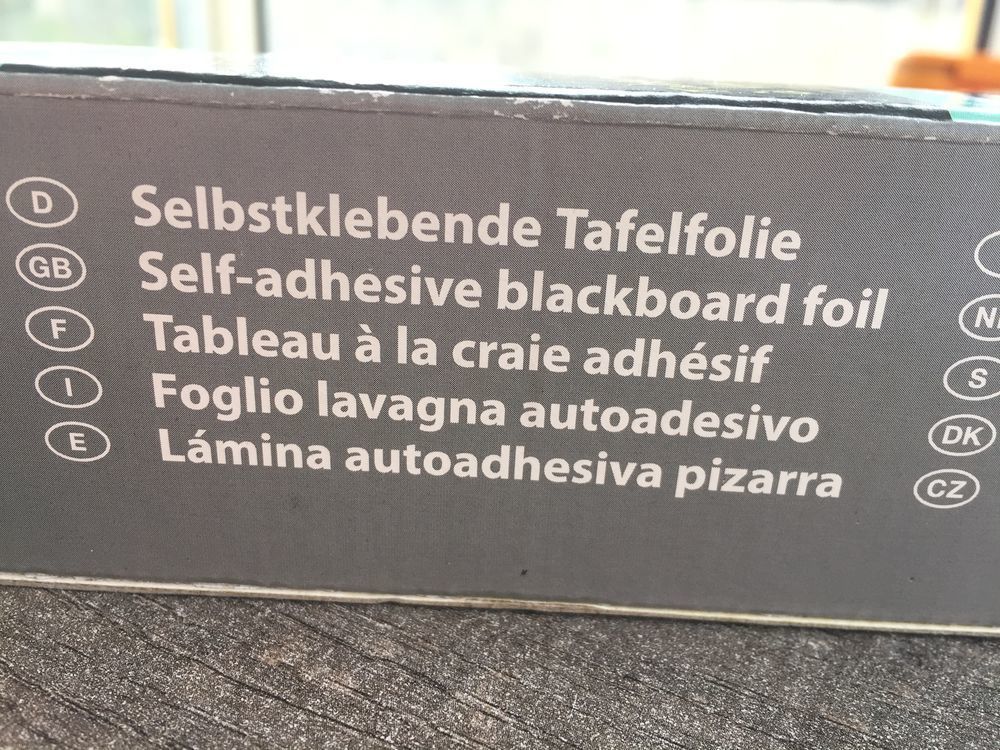 D Selbstklebende Tafelfolie
GB Self-adhesive blackboard foil
F Tableau à la craie adhésif
I Foglio lavagna autoadesivo
E Lámina autoadhesiva pizarra
S
DK
CZ